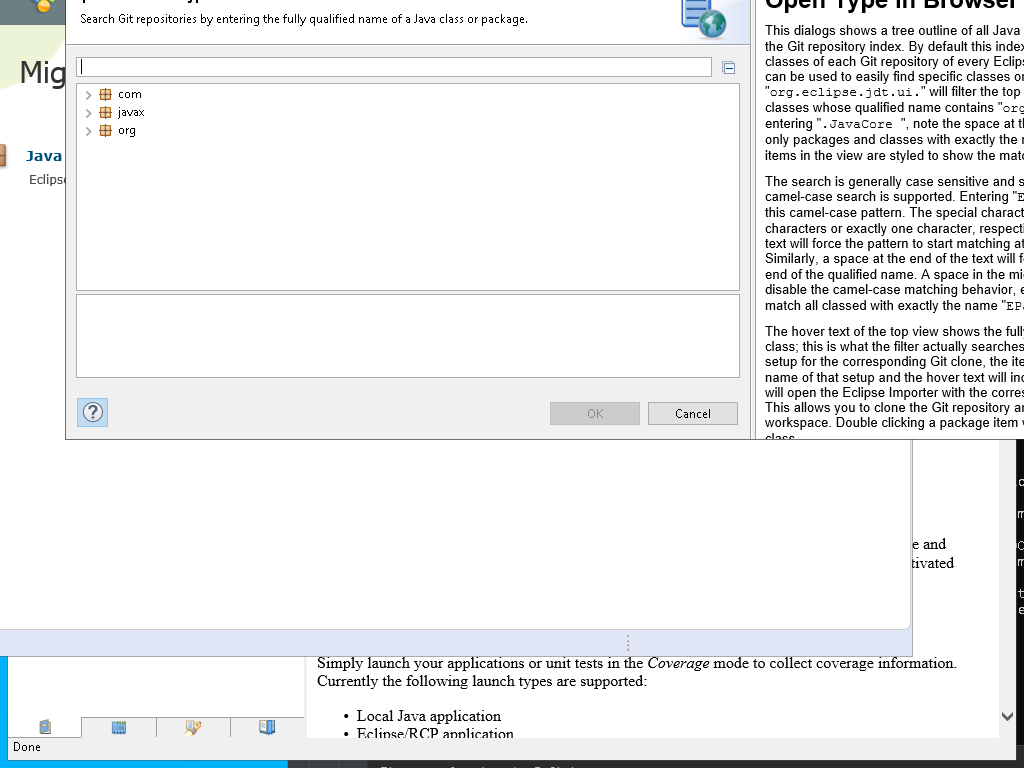 Search Git repositories by entering the fully qualified name of a Java class or package.
com
javax
org
?
OK
Cancel
Open Type in Browser
This dialogs shows a tree outline of all Java
the Git repository index. By default this index
classes of each Git repository of every Eclips
can be used to easily find specific classes or
"org.eclipse.jdt.ui." will filter the top
classes whose qualified name contains "org
entering ".JavaCore ", note the space at th
only packages and classes with exactly the n
items in the view are styled to show the matc
The search is generally case sensitive and s
camel-case search is supported. Entering "E
this camel-case pattern. The special charact
characters or exactly one character, respecti
text will force the pattern to start matching at
Similarly, a space at the end of the text will f
end of the qualified name. A space in the mi
disable the camel-case matching behavior, e
match all classed with exactly the name "EPa
The hover text of the top view shows the fully
class; this is what the filter actually searches
setup for the corresponding Git clone, the ite
name of that setup and the hover text will inc
will open the Eclipse Importer with the corres
This allows you to clone the Git repository an
workspace. Double clicking a package item w
class.
Mig
Java
Eclipse
e and
tivated
Simply launch your applications or unit tests in the Coverage mode to collect coverage information.
Currently the following launch types are supported:
• Local Java application
• Eclipse/RCP application
Done